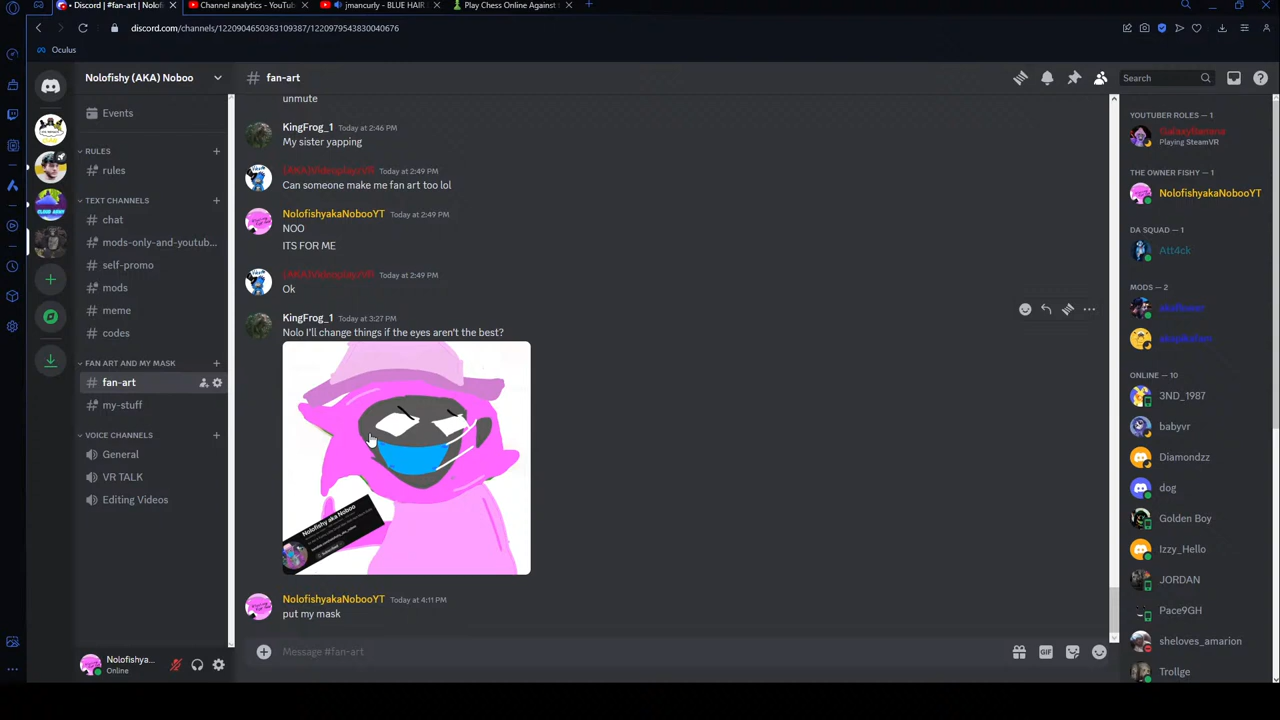 Discord | #fan-art | Nolofi
Channel analytics - YouTu
jmancurly - BLUE HAIR
Play Chess Online Against
discord.com/channels/1220904650363109387/1220979543830040676
Oculus
Nolofishy (AKA) Noboo
Events
RULES
rules
TEXT CHANNELS
chat
mods-only-and-youtub...
self-promo
mods
meme
codes
FAN ART AND MY MASK
fan-art
my-stuff
VOICE CHANNELS
General
VR TALK
Editing Videos
Nolofishya...
Online
fan-art
Search
unmute
KingFrog_1 Today at 2:46 PM
My sister yapping
Today at 2:49 PM
Can someone make me fan art too lol
NolofishyakaNobooYT Today at 2:49 PM
NOO
ITS FOR ME
Today at 2:49 PM
Ok
KingFrog_1 Today at 3:27 PM
Nolo I'll change things if the eyes aren't the best?
Nolofishy aka Noboo
NolofishyakaNobooYT Today at 4:11 PM
put my mask
Message #fan-art
GIF
YOUTUBER ROLES — 1
Playing SteamVR
THE OWNER FISHY — 1
NolofishyakaNobooYT
DA SQUAD — 1
Att4ck
MODS — 2
ONLINE — 10
3ND_1987
babyvr
Diamondzz
dog
Golden Boy
Izzy_Hello
JORDAN
Pace9GH
sheloves_amarion
Trollge